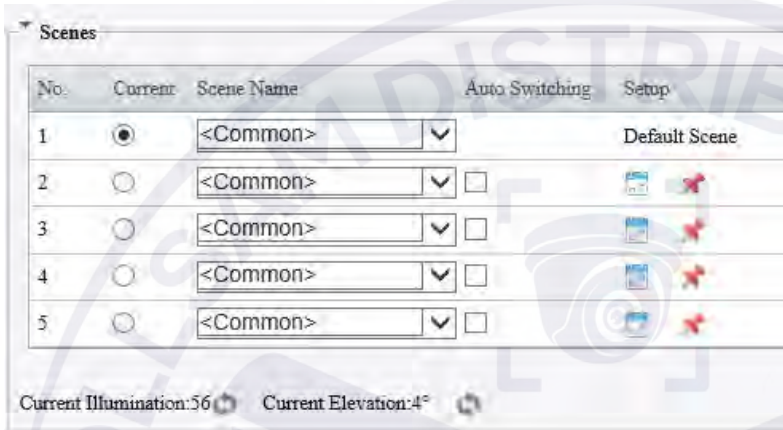 Scenes
No. Current Scene Name Auto Switching Setup
1 <Common> Default Scene
2 <Common>
3 <Common>
4 <Common>
5 <Common>
Current Illumination:56 Current Elevation:4°